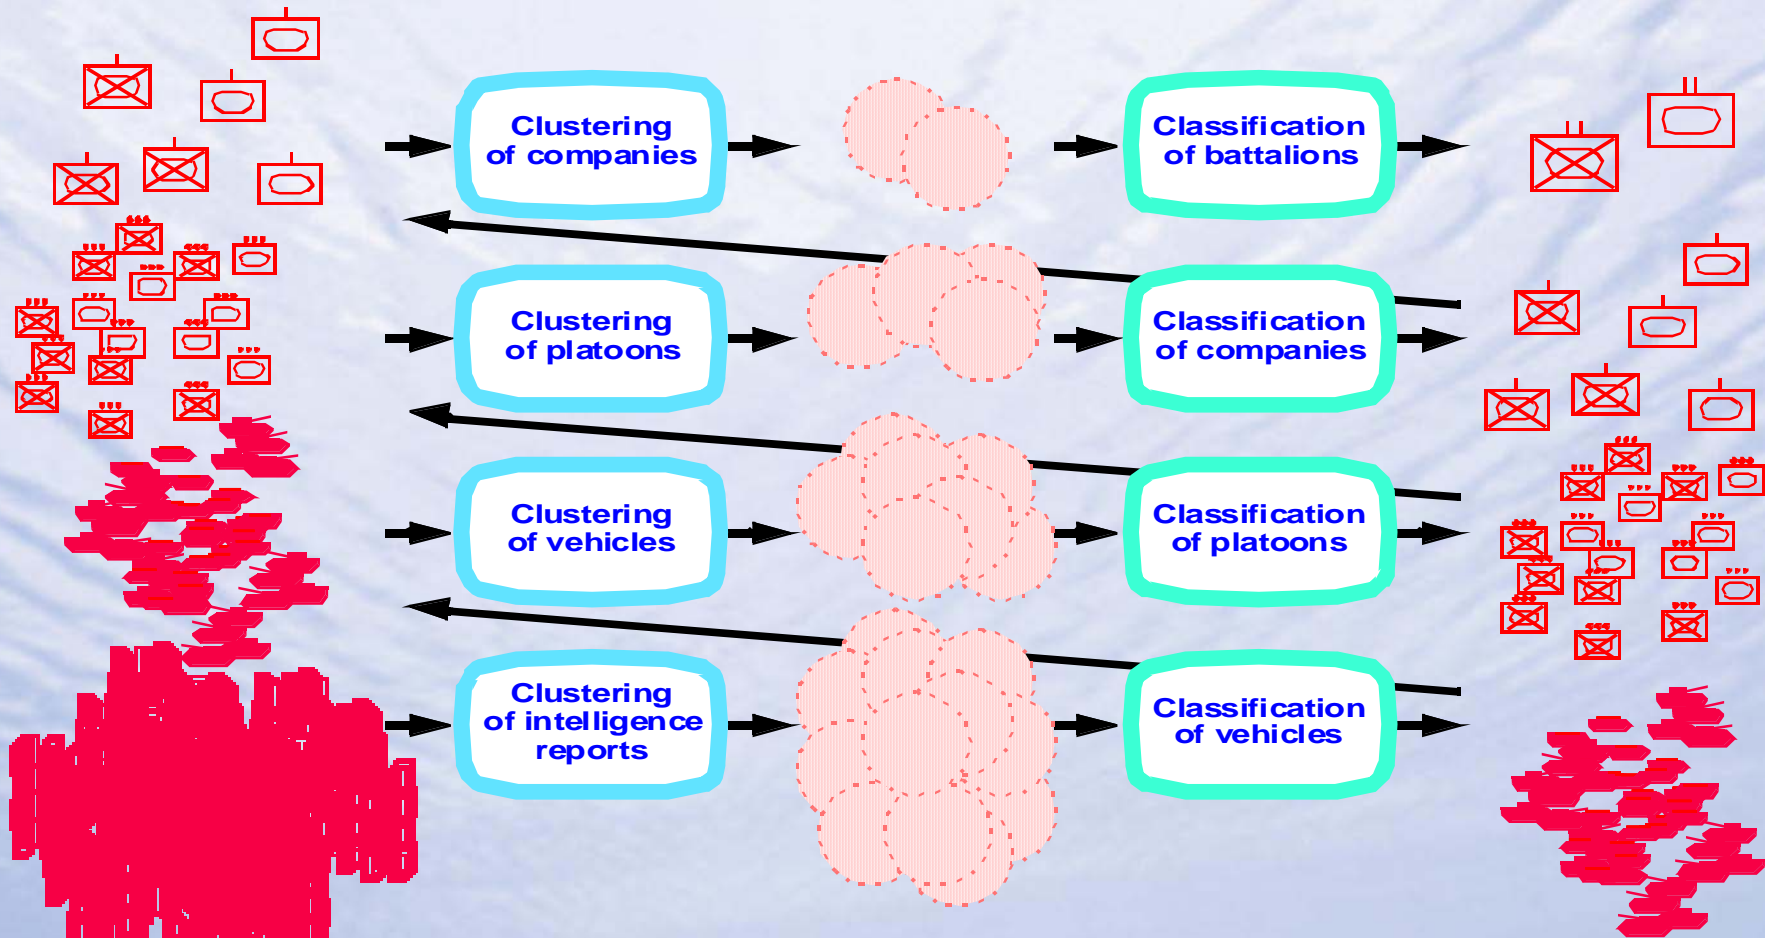 Clustering
of companies
Classification
of battalions
Clustering
of platoons
Classification
of companies
Clustering
of vehicles
Classification
of platoons
Clustering
of intelligence
reports
Classification
of vehicles